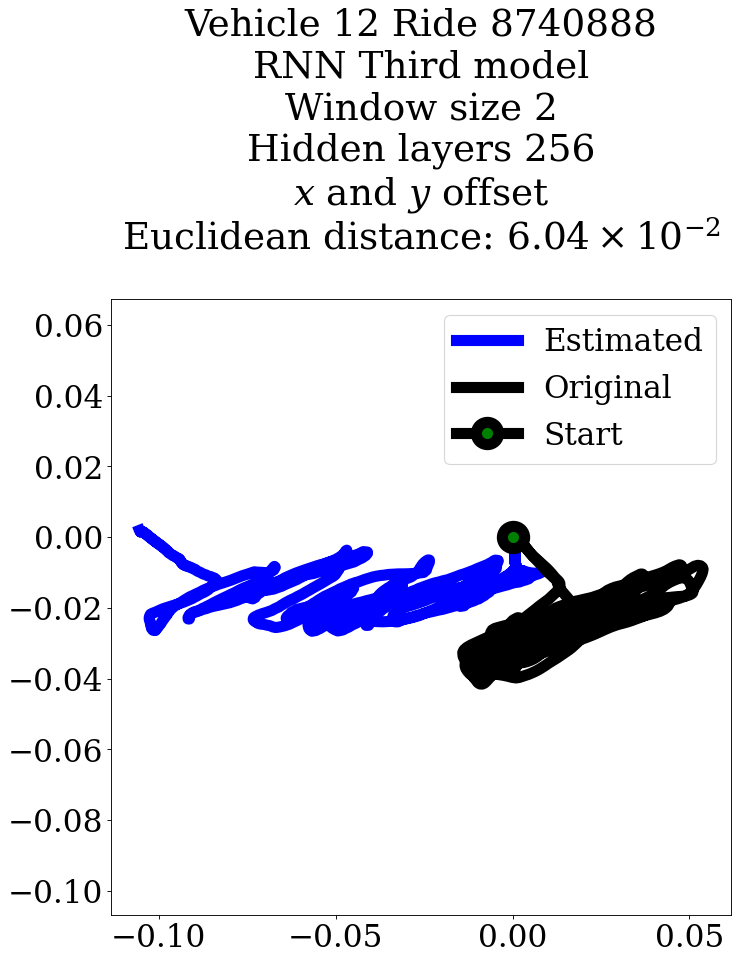 Vehicle 12 Ride 8740888
RNN Third model
Window size 2
Hidden layers 256
x and y offset
Euclidean distance: 6.04 × 10⁻²
Estimated
Original
Start
0.06
0.04
0.02
0.00
−0.02
−0.04
−0.06
−0.08
−0.10
−0.10 −0.05 0.00 0.05